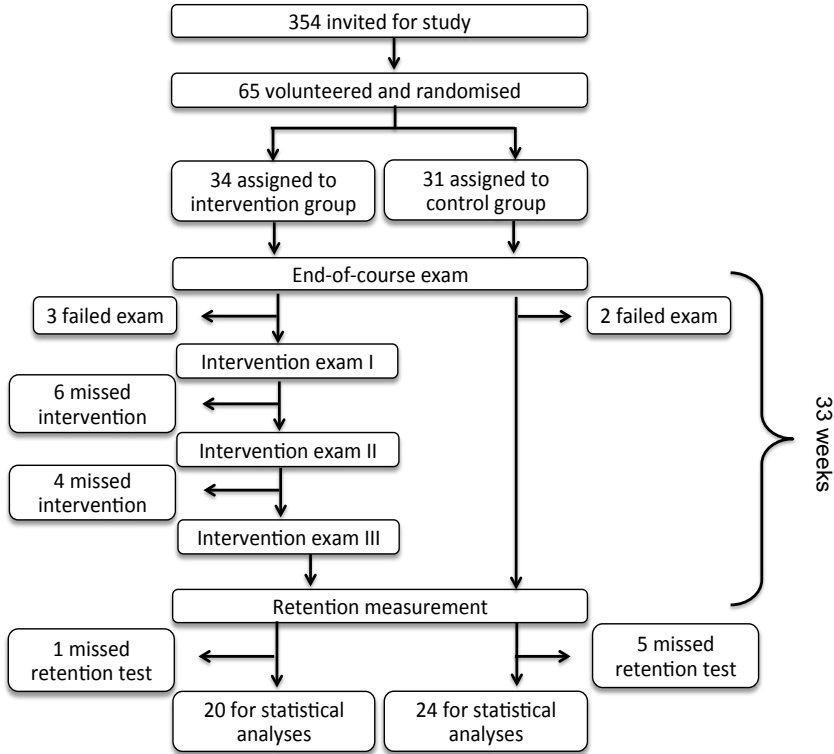 354 invited for study
65 volunteered and randomised
34 assigned to
intervention group
31 assigned to
control group
End-of-course exam
3 failed exam
2 failed exam
Intervention exam I
6 missed
intervention
Intervention exam II
4 missed
intervention
Intervention exam III
33 weeks
Retention measurement
1 missed
retention test
5 missed
retention test
20 for statistical
analyses
24 for statistical
analyses